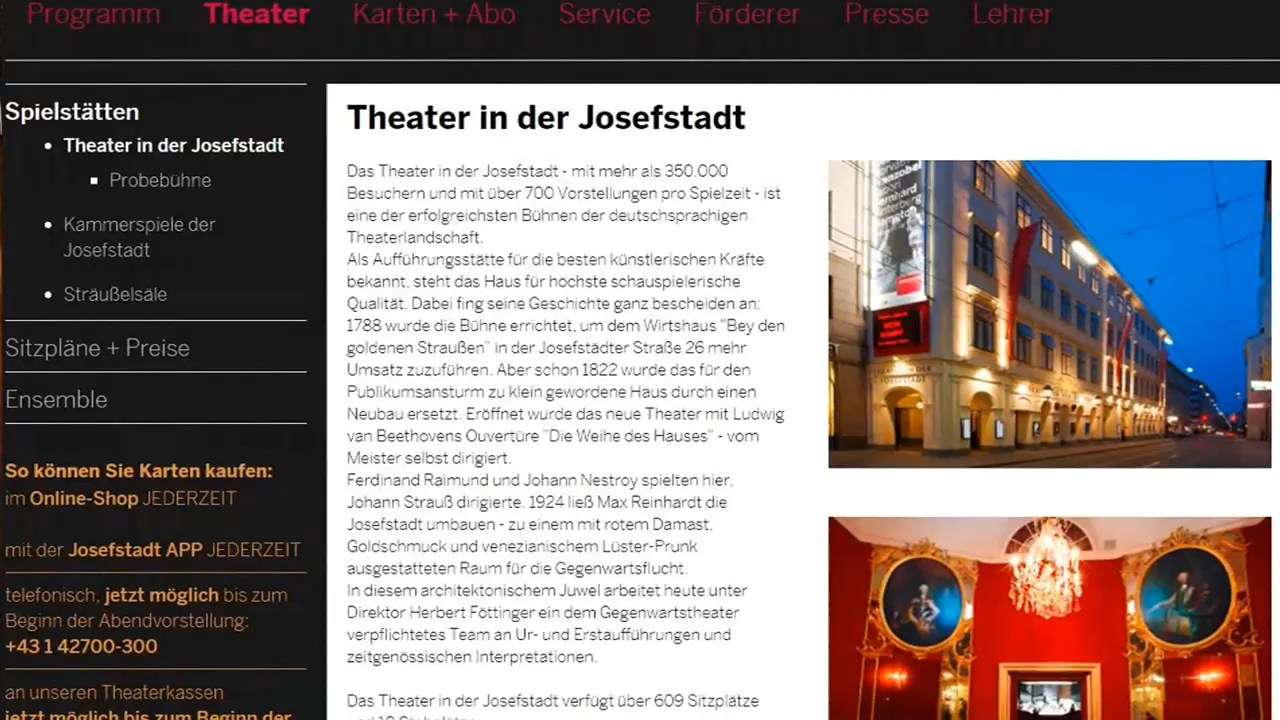 Programm Theater Karten + Abo Service Förderer Presse Lehrer
Spielstätten
Theater in der Josefstadt
Probebühne
Kammerspiele der
Josefstadt
Sträußelsäle
Sitzpläne + Preise
Ensemble
So können Sie Karten kaufen:
im Online-Shop JEDERZEIT
mit der Josefstadt APP JEDERZEIT
telefonisch, jetzt möglich bis zum
Beginn der Abendvorstellung:
+43 1 42700-300
an unseren Theaterkassen
jetzt möglich bis zum Beginn der
Theater in der Josefstadt
Das Theater in der Josefstadt - mit mehr als 350.000
Besuchern und mit über 700 Vorstellungen pro Spielzeit - ist
eine der erfolgreichsten Bühnen der deutschsprachigen
Theaterlandschaft.
Als Aufführungsstätte für die besten künstlerischen Kräfte
bekannt, steht das Haus für höchste schauspielerische
Qualität. Dabei fing seine Geschichte ganz bescheiden an:
1788 wurde die Bühne errichtet, um dem Wirtshaus "Bey den
goldenen Straußen" in der Josefstädter Straße 26 mehr
Umsatz zuzuführen. Aber schon 1822 wurde das für den
Publikumsansturm zu klein gewordene Haus durch einen
Neubau ersetzt. Eröffnet wurde das neue Theater mit Ludwig
van Beethovens Ouvertüre "Die Weihe des Hauses" - vom
Meister selbst dirigiert.
Ferdinand Raimund und Johann Nestroy spielten hier,
Johann Strauß dirigierte. 1924 ließ Max Reinhardt die
Josefstadt umbauen - zu einem mit rotem Damast,
Goldschmuck und venezianischem Lüster-Prunk
ausgestatteten Raum für die Gegenwartsflucht.
In diesem architektonischem Juwel arbeitet heute unter
Direktor Herbert Föttinger ein dem Gegenwartstheater
verpflichtetes Team an Ur- und Erstaufführungen und
zeitgenössischen Interpretationen.
Das Theater in der Josefstadt verfügt über 609 Sitzplätze